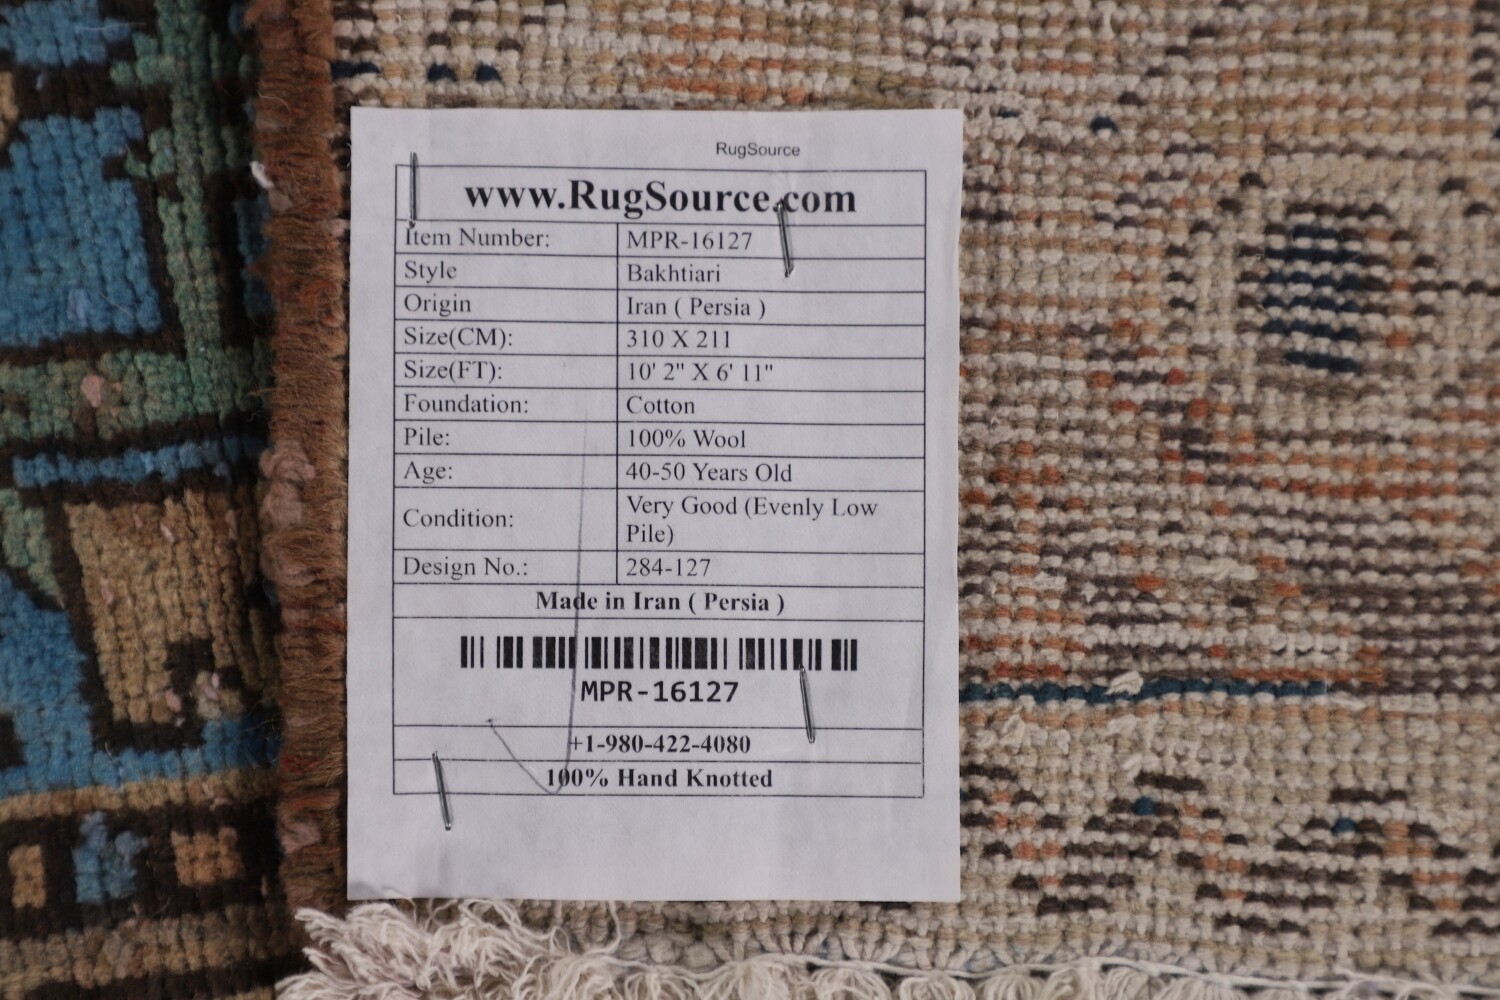 RugSource
www.RugSource.com
Item Number: MPR-16127
Style Bakhtiari
Origin Iran ( Persia )
Size(CM): 310 X 211
Size(FT): 10' 2" X 6' 11"
Foundation: Cotton
Pile: 100% Wool
Age: 40-50 Years Old
Condition: Very Good (Evenly Low
Pile)
Design No.: 284-127
Made in Iran ( Persia )
MPR-16127
+1-980-422-4080
100% Hand Knotted